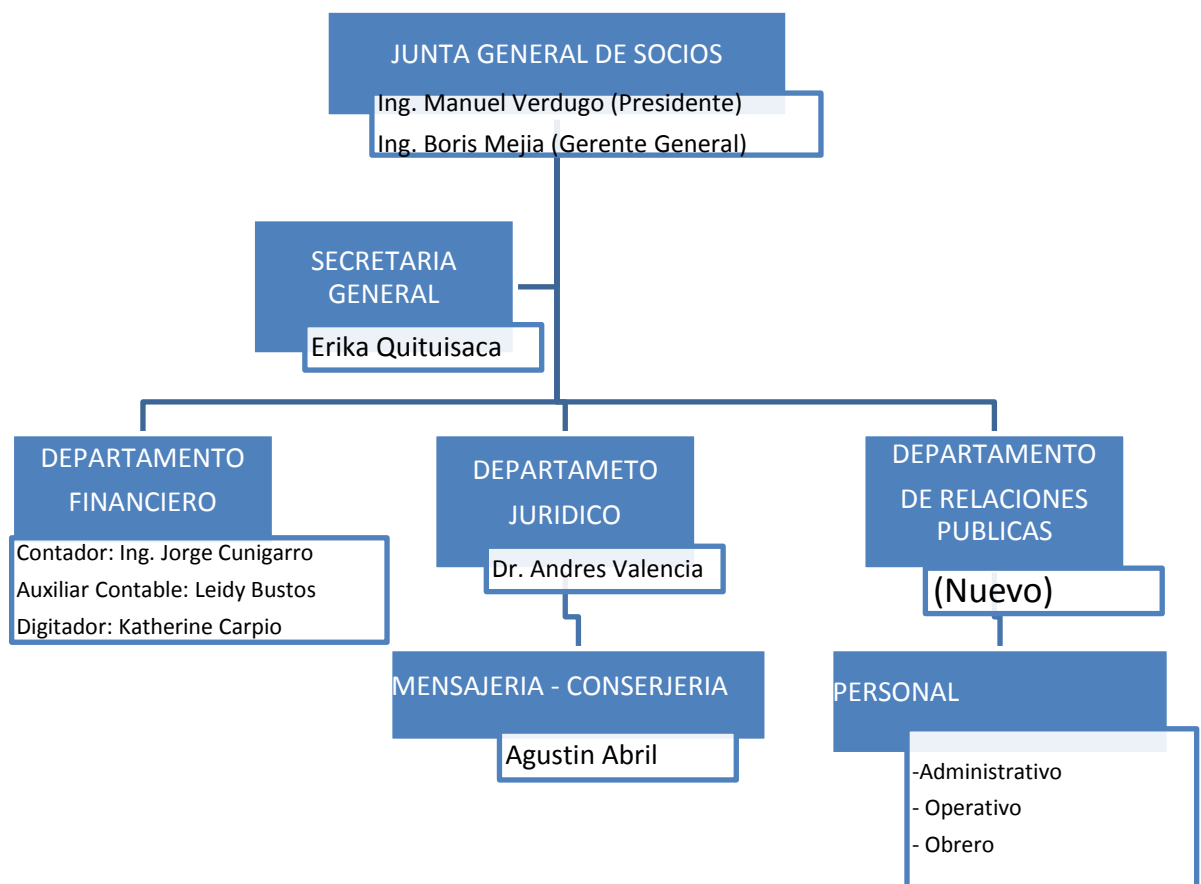 JUNTA GENERAL DE SOCIOS
Ing. Manuel Verdugo (Presidente)
Ing. Boris Mejia (Gerente General)
SECRETARIA
GENERAL
Erika Quituisaca
DEPARTAMENTO
FINANCIERO
Contador: Ing. Jorge Cunigarro
Auxiliar Contable: Leidy Bustos
Digitador: Katherine Carpio
DEPARTAMETO
JURIDICO
Dr. Andres Valencia
DEPARTAMENTO
DE RELACIONES
PUBLICAS
(Nuevo)
MENSAJERIA - CONSERJERIA
Agustin Abril
PERSONAL
-Administrativo
- Operativo
- Obrero